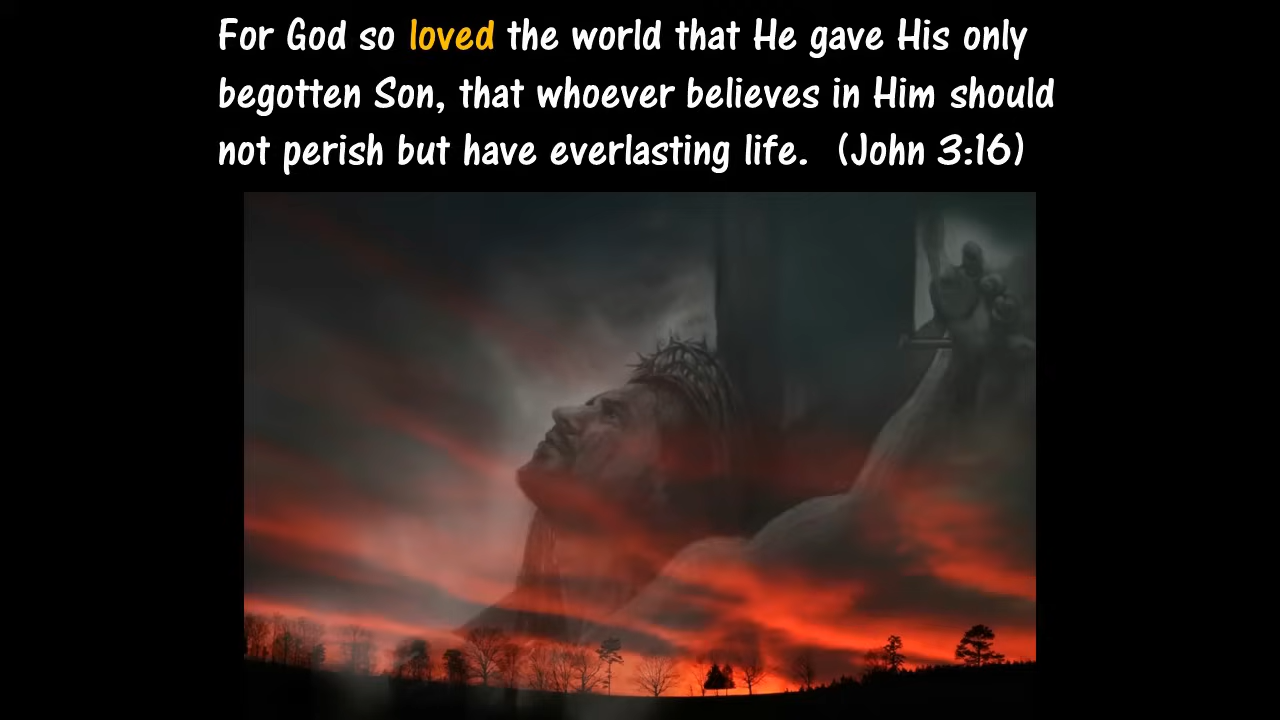 For God so loved the world that He gave His only
begotten Son, that whoever believes in Him should
not perish but have everlasting life. (John 3:16)